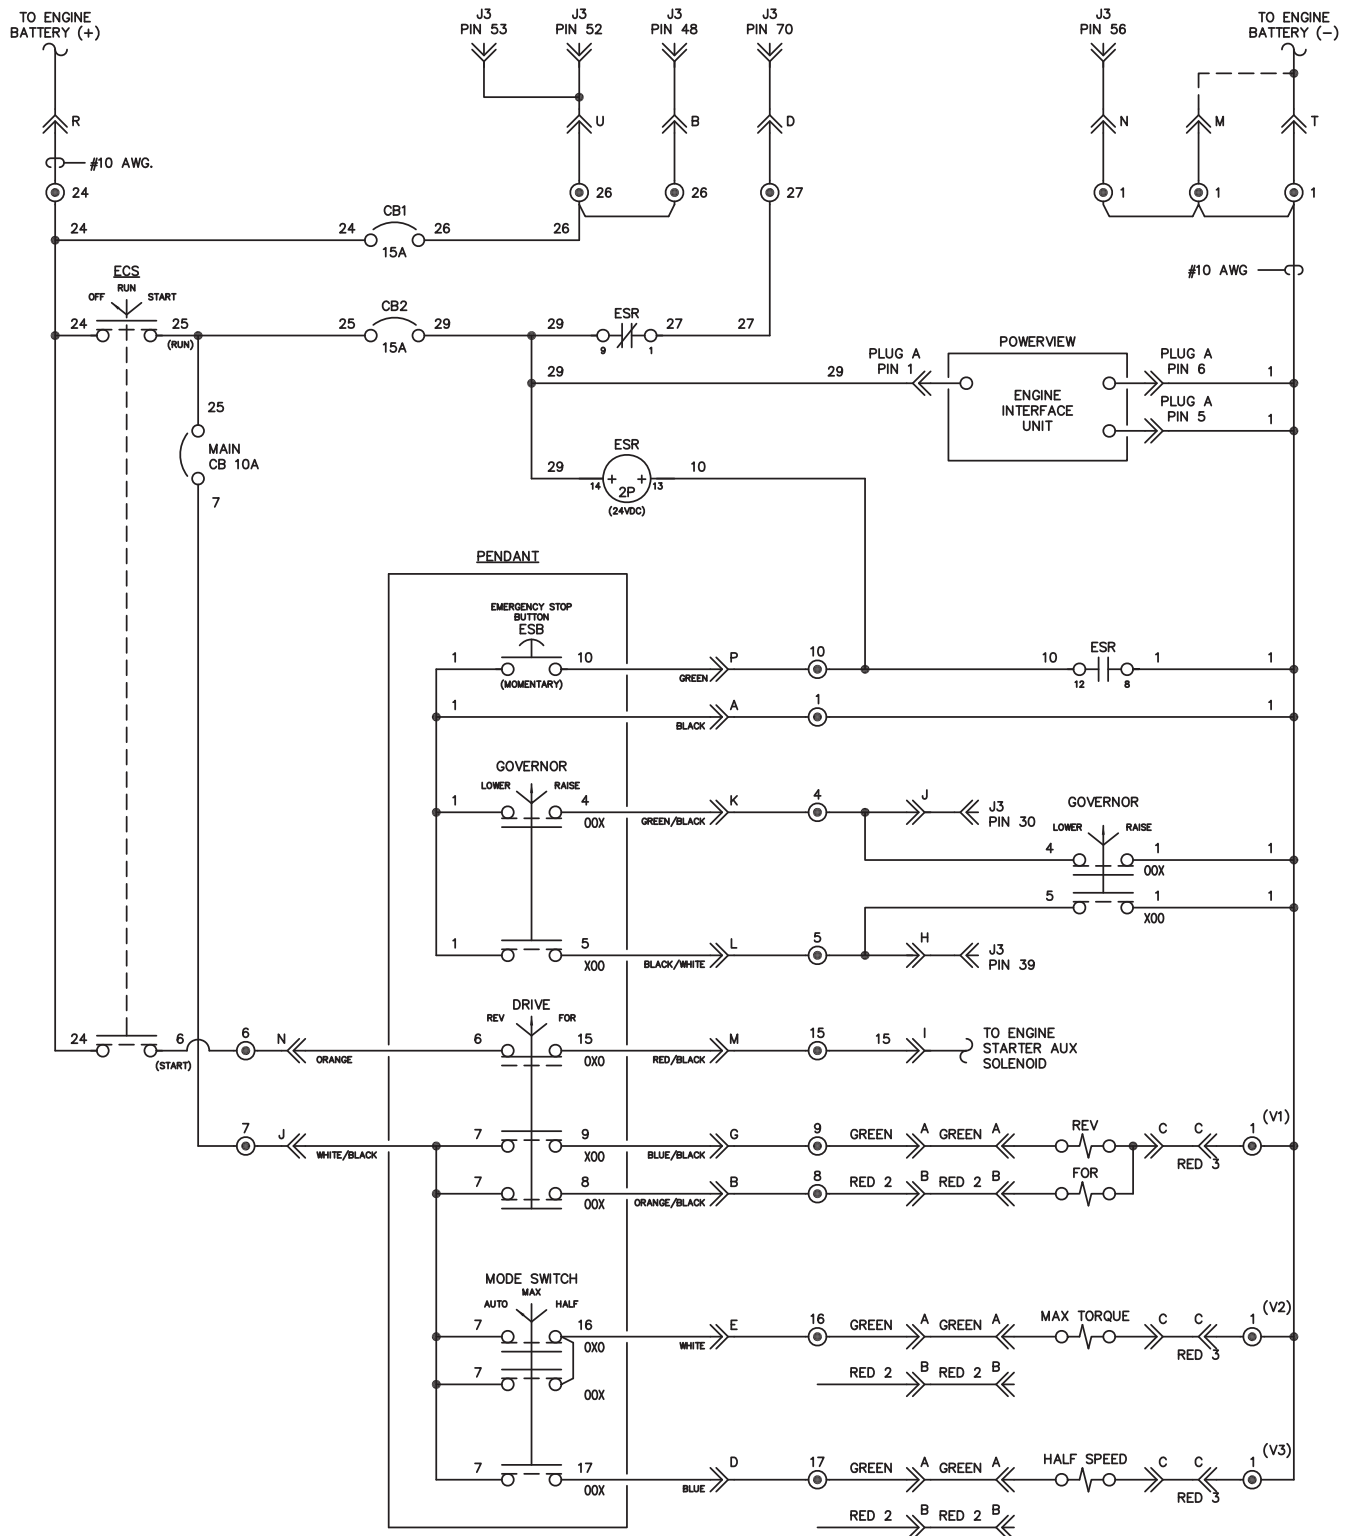 TO ENGINE
BATTERY (+)
J3
PIN 53
J3
PIN 52
J3
PIN 48
J3
PIN 70
J3
PIN 56
TO ENGINE
BATTERY (-)
R
U
B
D
N
M
T
#10 AWG.
24
26
26
27
1
1
1
24
24
CB1
26
26
15A
#10 AWG
ECS
RUN
OFF
START
24
25
(RUN)
25
CB2
29
15A
29
ESR
27
27
9
1
POWERVIEW
29
29
PLUG A
PIN 1
ENGINE
INTERFACE
UNIT
PLUG A
PIN 6
1
PLUG A
PIN 5
1
25
MAIN
CB 10A
7
ESR
29
10
14
2P
13
(24VDC)
PENDANT
EMERGENCY STOP
BUTTON
ESB
1
10
(MOMENTARY)
P
GREEN
10
10
ESR
1
1
12
8
1
A
BLACK
1
1
GOVERNOR
LOWER
RAISE
1
4
00X
K
GREEN/BLACK
4
J
J3
PIN 30
GOVERNOR
LOWER
RAISE
4
1
1
00X
5
1
1
X00
1
5
X00
L
BLACK/WHITE
5
H
J3
PIN 39
DRIVE
REV
FOR
24
6
(START)
6
N
ORANGE
6
15
0X0
M
RED/BLACK
15
15
I
TO ENGINE
STARTER AUX
SOLENOID
7
J
WHITE/BLACK
7
9
X00
G
BLUE/BLACK
9
GREEN
A
GREEN
A
REV
C
C
RED 3
1
(V1)
7
8
00X
B
ORANGE/BLACK
8
RED 2
B
RED 2
B
FOR
MODE SWITCH
MAX
AUTO
HALF
7
16
0X0
E
WHITE
16
GREEN
A
GREEN
A
MAX TORQUE
C
C
RED 3
1
(V2)
7
00X
RED 2
B
RED 2
B
7
17
00X
D
BLUE
17
GREEN
A
GREEN
A
HALF SPEED
C
C
RED 3
1
(V3)
RED 2
B
RED 2
B